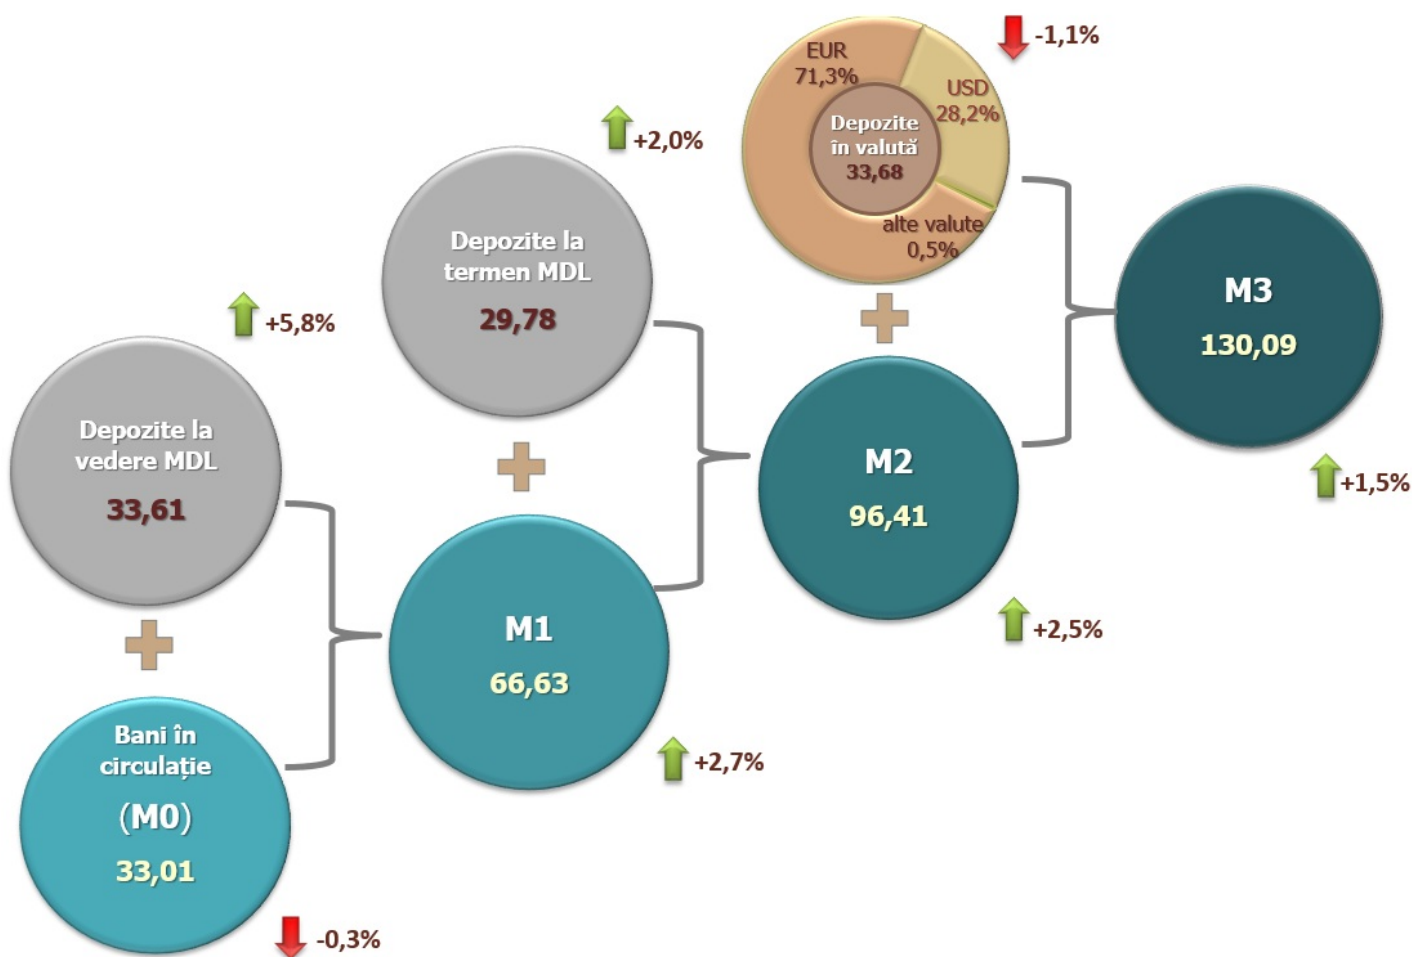 EUR
71,3%
USD
28,2%
Depozite
în valută
33,68
alte valute
0,5%
-1,1%
+2,0%
Depozite la
termen MDL
29,78
M3
130,09
+1,5%
+5,8%
Depozite la
vedere MDL
33,61
M2
96,41
+2,5%
M1
66,63
+2,7%
Bani în
circulație
(M0)
33,01
-0,3%